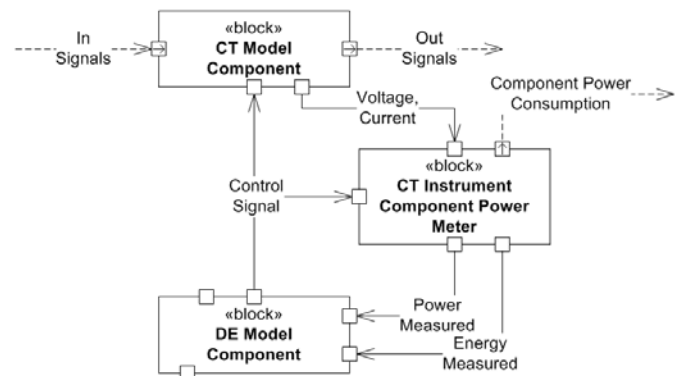 In
Signals
«block»
CT Model
Component
Out
Signals
Component Power
Consumption
Voltage,
Current
«block»
CT Instrument
Component Power
Meter
Control
Signal
Power
Measured
Energy
Measured
«block»
DE Model
Component